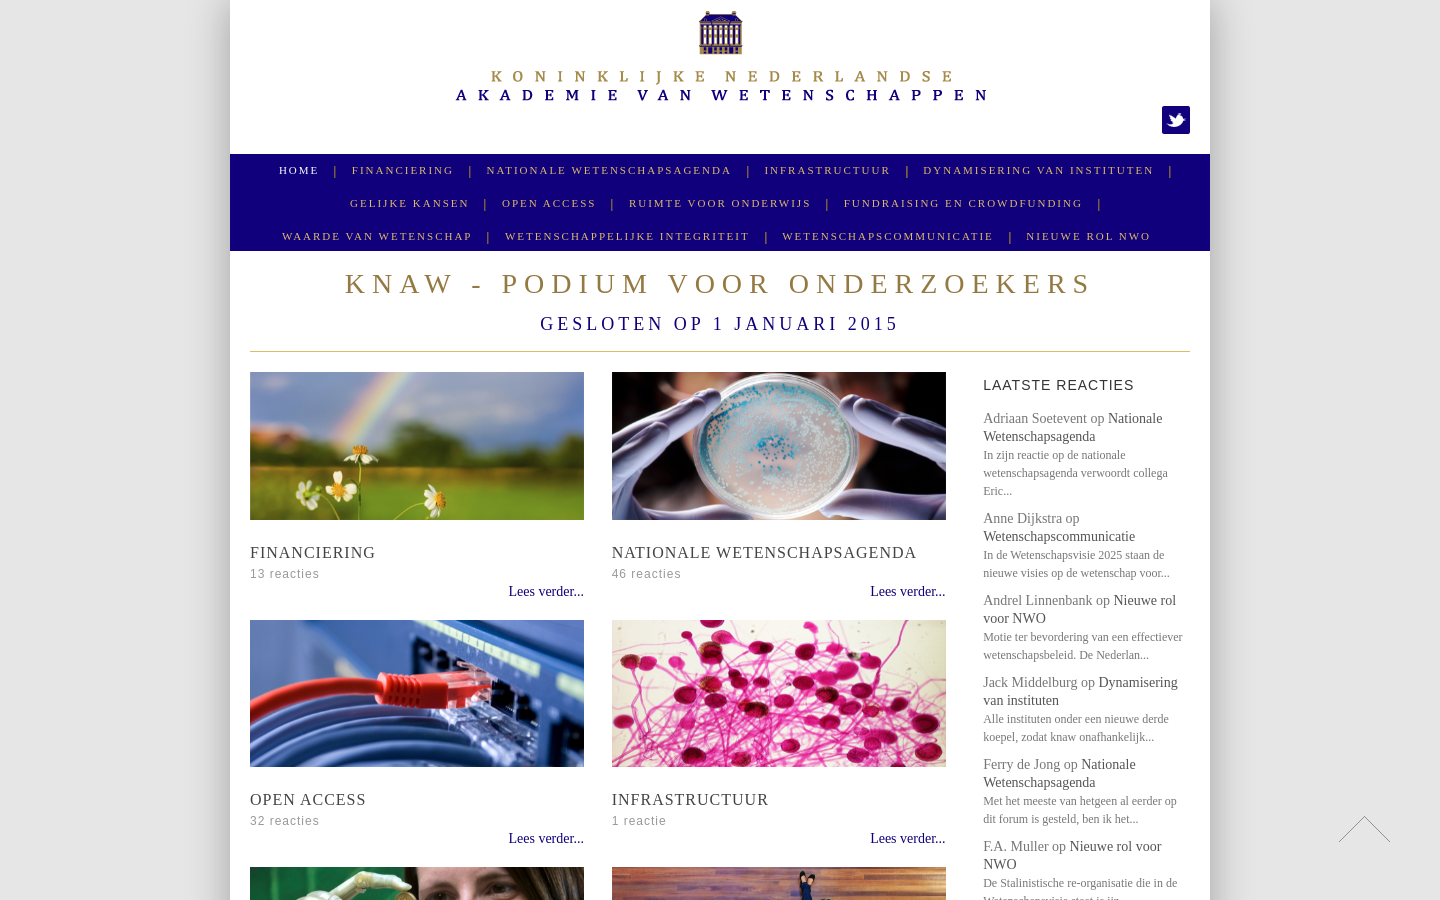 KONINKLIJKE NEDERLANDSE
AKADEMIE VAN WETENSCHAPPEN
HOME | FINANCIERING | NATIONALE WETENSCHAPSAGENDA | INFRASTRUCTUUR | DYNAMISERING VAN INSTITUTEN |
GELIJKE KANSEN | OPEN ACCESS | RUIMTE VOOR ONDERWIJS | FUNDRAISING EN CROWDFUNDING |
WAARDE VAN WETENSCHAP | WETENSCHAPPELIJKE INTEGRITEIT | WETENSCHAPSCOMMUNICATIE | NIEUWE ROL NWO
KNAW - PODIUM VOOR ONDERZOEKERS
GESLOTEN OP 1 JANUARI 2015
FINANCIERING
13 reacties
Lees verder...
NATIONALE WETENSCHAPSAGENDA
46 reacties
Lees verder...
OPEN ACCESS
32 reacties
Lees verder...
INFRASTRUCTUUR
1 reactie
Lees verder...
LAATSTE REACTIES
Adriaan Soetevent op Nationale
Wetenschapsagenda
In zijn reactie op de nationale
wetenschapsagenda verwoordt collega
Eric...
Anne Dijkstra op
Wetenschapscommunicatie
In de Wetenschapsvisie 2025 staan de
nieuwe visies op de wetenschap voor...
Andrel Linnenbank op Nieuwe rol
voor NWO
Motie ter bevordering van een effectiever
wetenschapsbeleid. De Nederlan...
Jack Middelburg op Dynamisering
van instituten
Alle instituten onder een nieuwe derde
koepel, zodat knaw onafhankelijk...
Ferry de Jong op Nationale
Wetenschapsagenda
Met het meeste van hetgeen al eerder op
dit forum is gesteld, ben ik het...
F.A. Muller op Nieuwe rol voor
NWO
De Stalinistische re-organisatie die in de